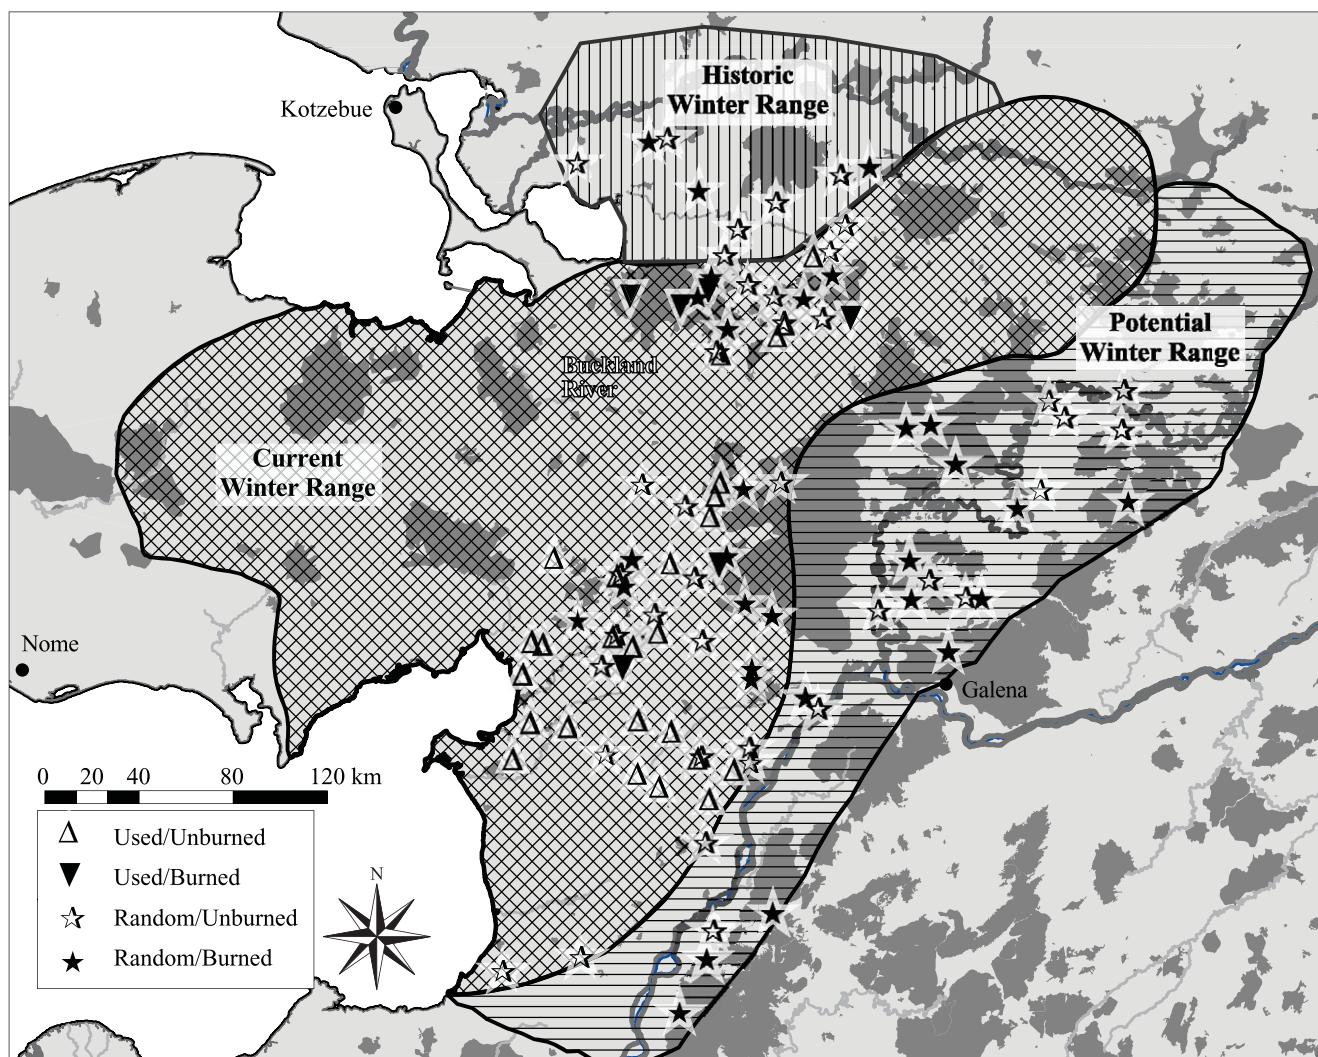 Historic
Winter Range
Kotzebue
Potential
Winter Range
Buckland
River
Current
Winter Range
Nome
Galena
0 20 40 80 120 km
Used/Unburned
Used/Burned
Random/Unburned
Random/Burned
N